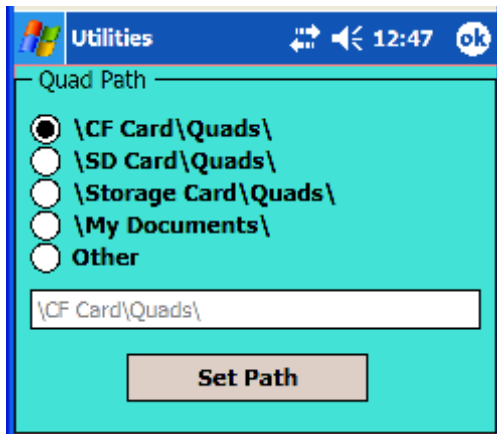 Utilities 12:47 ok
Quad Path
\CF Card\Quads\
\SD Card\Quads\
\Storage Card\Quads\
\My Documents\
Other
\CF Card\Quads\
Set Path